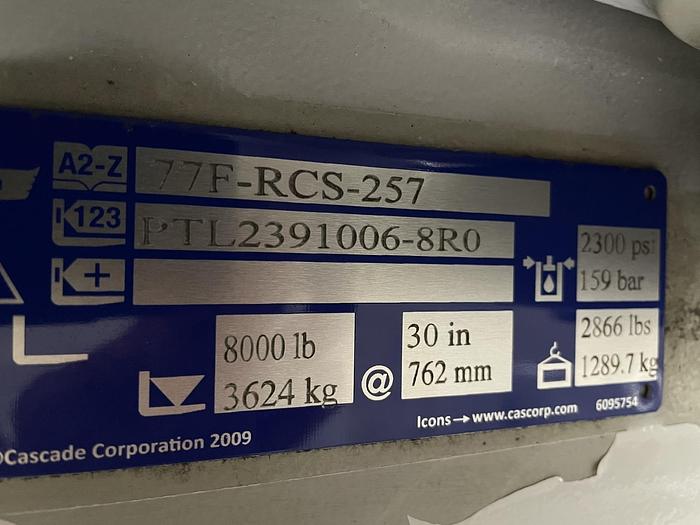 A2-Z 77F-RCS-257
123 PTL2391006-8R0
2300 psi
159 bar
8000 lb
3624 kg
@
30 in
762 mm
2866 lbs
1289.7 kg
Icons→www.cascorp.com 6095754
©Cascade Corporation 2009